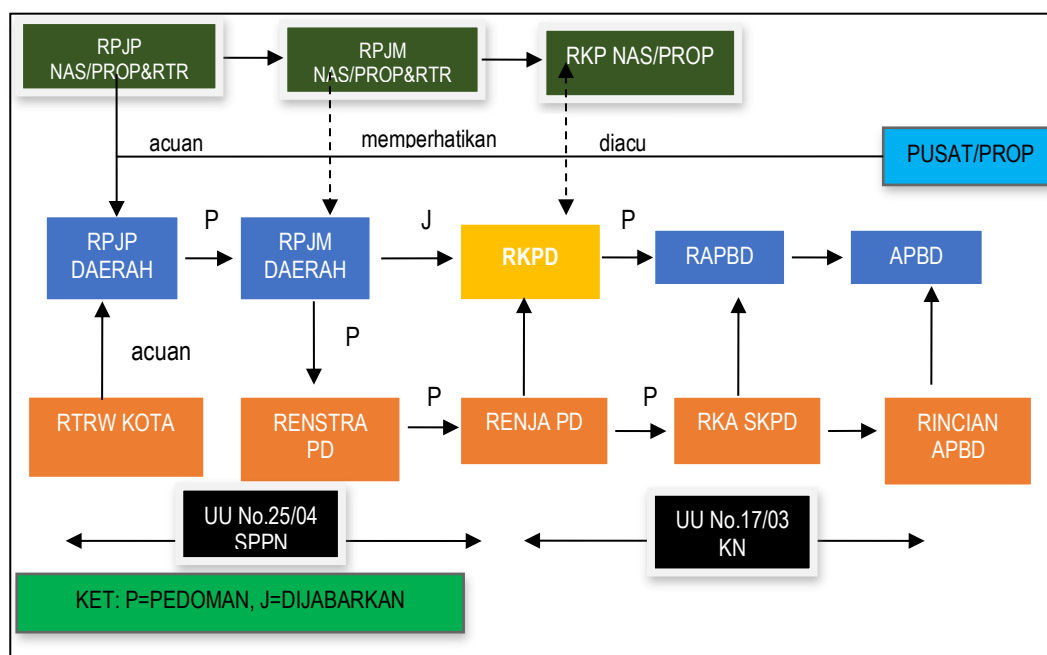 RPJP
NAS/PROP&RTR
RPJM
NAS/PROP&RTR
RKP NAS/PROP
acuan
memperhatikan
diacu
PUSAT/PROP
RPJP
DAERAH
P
RPJM
DAERAH
J
RKPD
P
RAPBD
APBD
acuan
P
RTRW KOTA
RENSTRA
PD
P
RENJA PD
P
RKA SKPD
RINCIAN
APBD
UU No.25/04
SPPN
UU No.17/03
KN
KET: P=PEDOMAN, J=DIJABARKAN